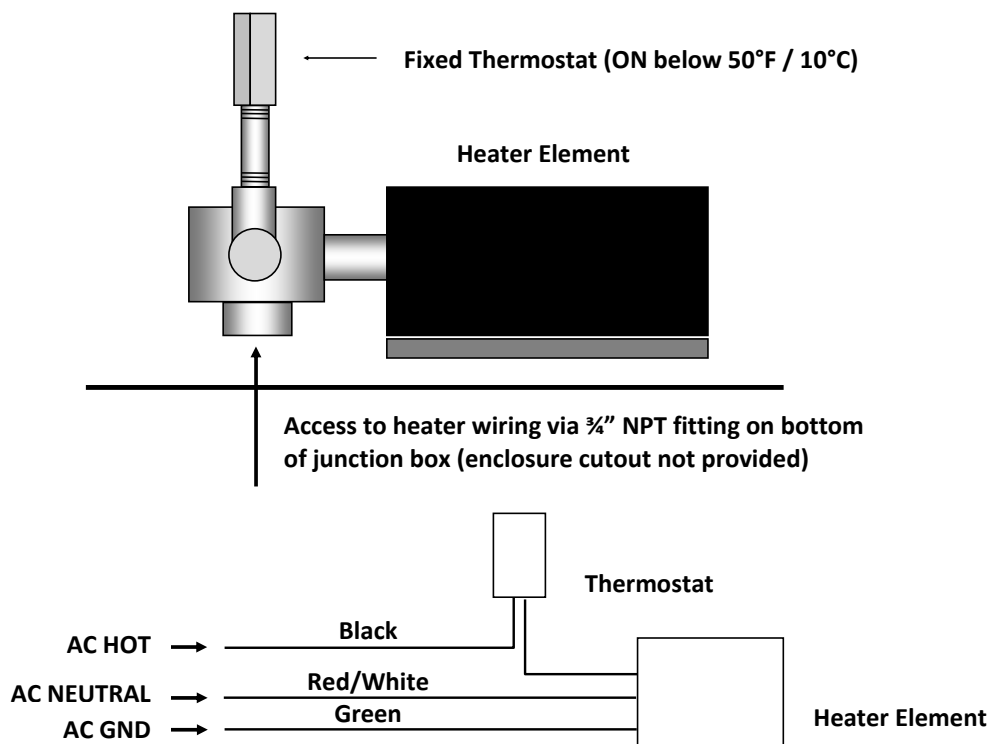 Fixed Thermostat (ON below 50°F / 10°C)
Heater Element
Access to heater wiring via ¾” NPT fitting on bottom
of junction box (enclosure cutout not provided)
Thermostat
Black
AC HOT
Red/White
AC NEUTRAL
Green
AC GND
Heater Element